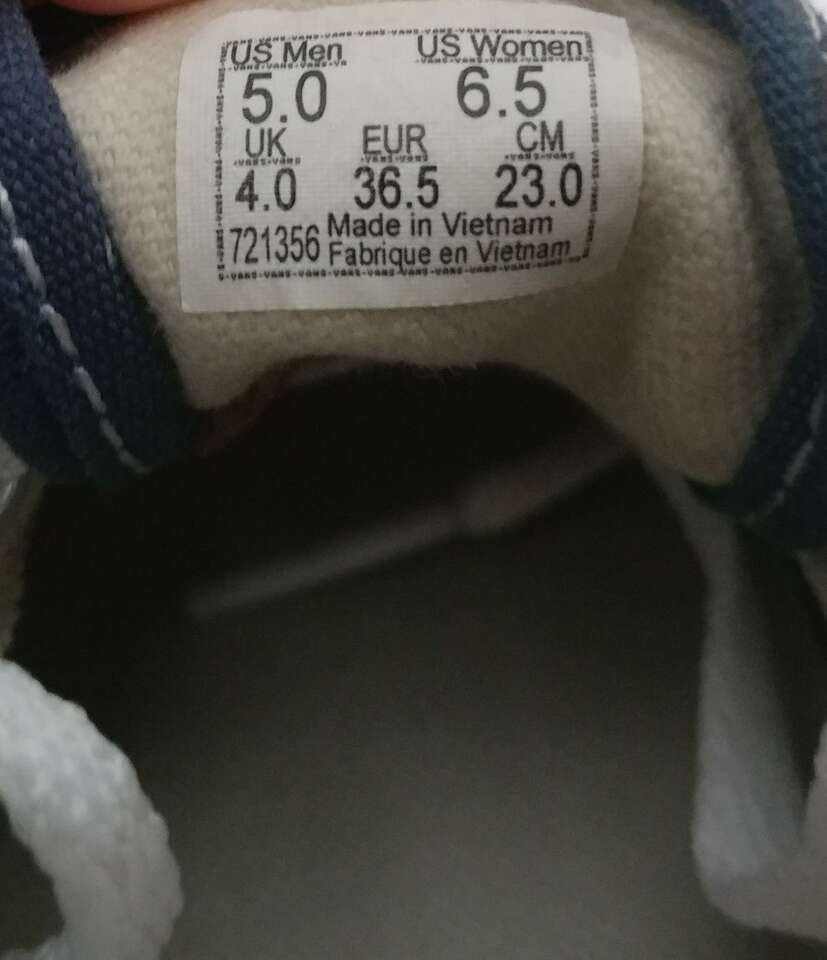 US Men US Women
5.0 6.5
UK EUR CM
4.0 36.5 23.0
721356 Made in Vietnam
Fabrique en Vietnam